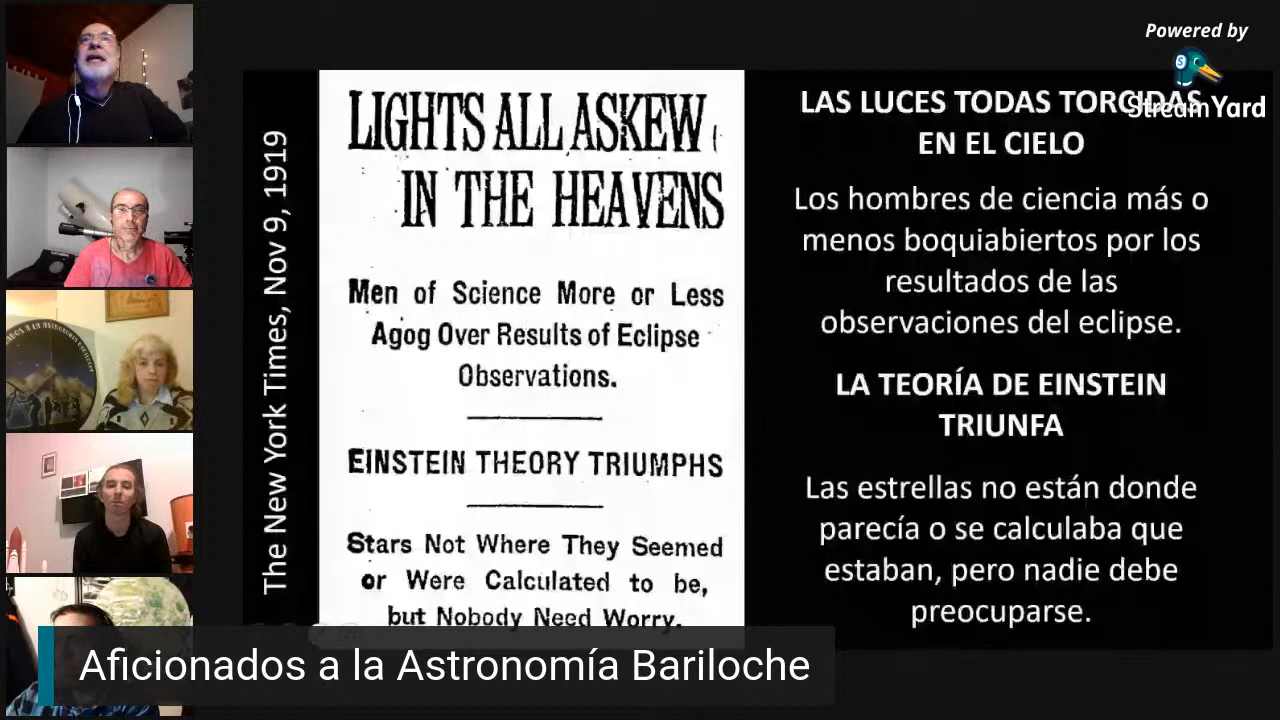 Powered by
StreamYard
The New York Times, Nov 9, 1919
LIGHTS ALL ASKEW
IN THE HEAVENS
Men of Science More or Less
Agog Over Results of Eclipse
Observations.
EINSTEIN THEORY TRIUMPHS
Stars Not Where They Seemed
or Were Calculated to be,
but Nobody Need Worry.
LAS LUCES TODAS TORCIDAS
EN EL CIELO
Los hombres de ciencia más o
menos boquiabiertos por los
resultados de las
observaciones del eclipse.
LA TEORÍA DE EINSTEIN
TRIUNFA
Las estrellas no están donde
parecía o se calculaba que
estaban, pero nadie debe
preocuparse.
Aficionados a la Astronomía Bariloche